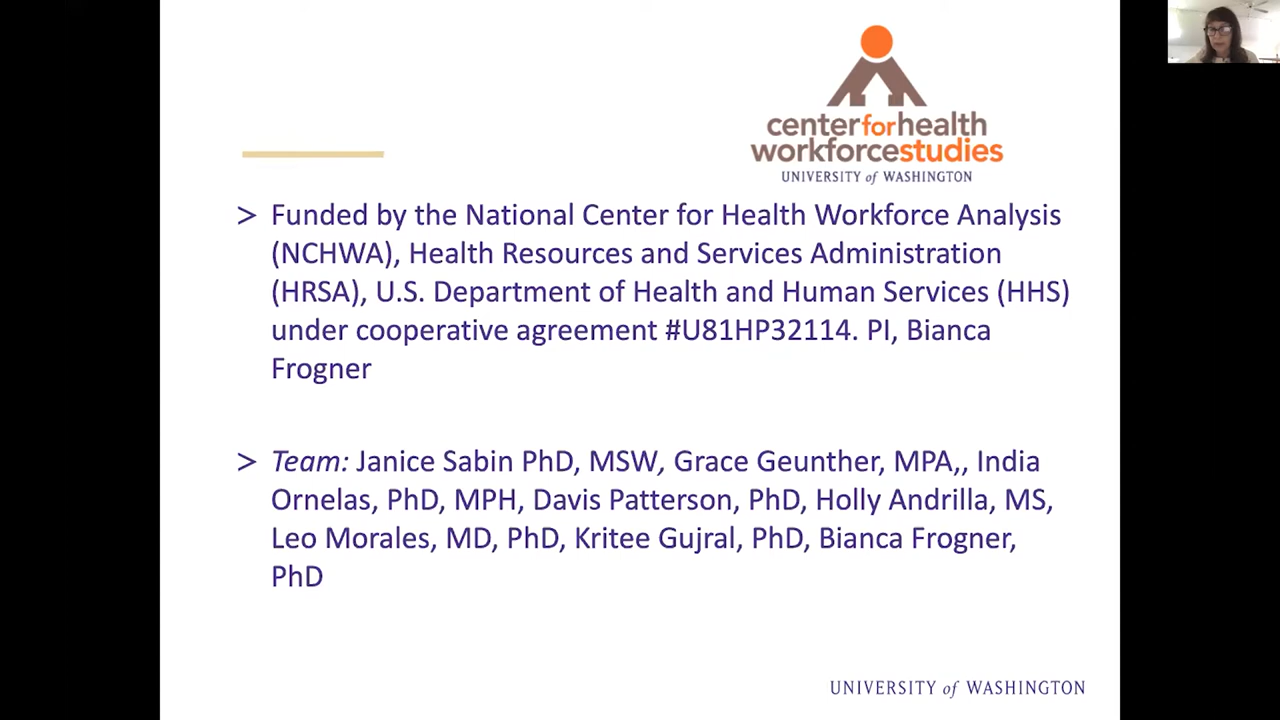 centerforhealth
workforcestudies
UNIVERSITY of WASHINGTON
> Funded by the National Center for Health Workforce Analysis
(NCHWA), Health Resources and Services Administration
(HRSA), U.S. Department of Health and Human Services (HHS)
under cooperative agreement #U81HP32114. PI, Bianca
Frogner
> Team: Janice Sabin PhD, MSW, Grace Geunther, MPA,, India
Ornelas, PhD, MPH, Davis Patterson, PhD, Holly Andrilla, MS,
Leo Morales, MD, PhD, Kritee Gujral, PhD, Bianca Frogner,
PhD
UNIVERSITY of WASHINGTON